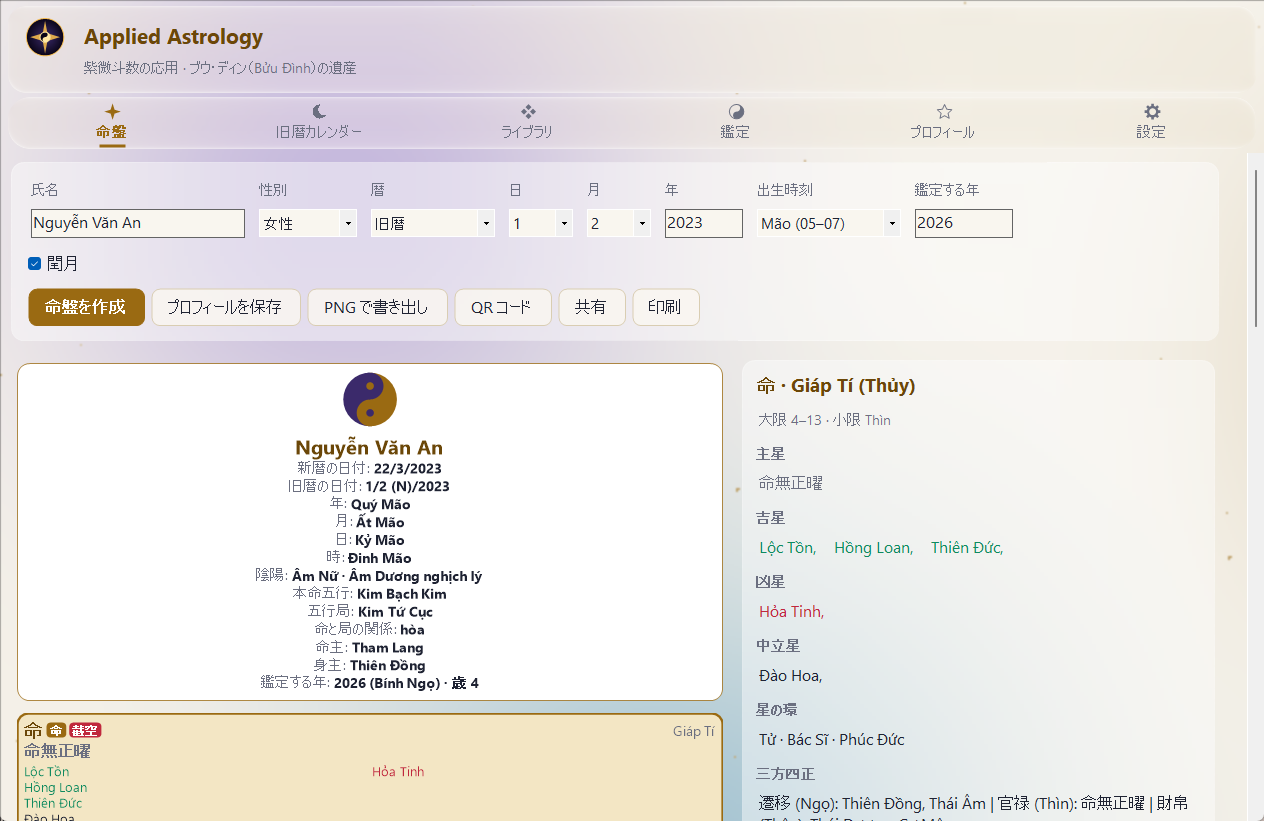 Applied Astrology
紫微斗数の応用 · ブウ・ディン（Bửu Đình）の遺産
命盤
旧暦カレンダー
ライブラリ
鑑定
プロフィール
設定
氏名 性別 暦 日 月 年 出生時刻 鑑定する年
Nguyễn Văn An 女性 旧暦 1 2 2023 Mão (05–07) 2026
閏月
命盤を作成 プロフィールを保存 PNG で書き出し QR コード 共有 印刷
Nguyễn Văn An
新暦の日付: 22/3/2023
旧暦の日付: 1/2 (N)/2023
年: Quý Mão
月: Ất Mão
日: Kỷ Mão
時: Đinh Mão
陰陽: Âm Nữ · Âm Dương nghịch lý
本命五行: Kim Bạch Kim
五行局: Kim Tứ Cục
命と局の関係: hòa
命主: Tham Lang
身主: Thiên Đồng
鑑定する年: 2026 (Bính Ngọ) · 歳 4
命 命 截空 Giáp Tí
命無正曜
Lộc Tồn Hỏa Tinh
Hồng Loan
Thiên Đức
Đào Hoa
命 · Giáp Tí (Thủy)
大限 4–13 · 小限 Thìn
主星
命無正曜
吉星
Lộc Tồn, Hồng Loan, Thiên Đức,
凶星
Hỏa Tinh,
中立星
Đào Hoa,
星の環
Tử · Bác Sĩ · Phúc Đức
三方四正
遷移 (Ngọ): Thiên Đồng, Thái Âm | 官禄 (Thìn): 命無正曜 | 財帛